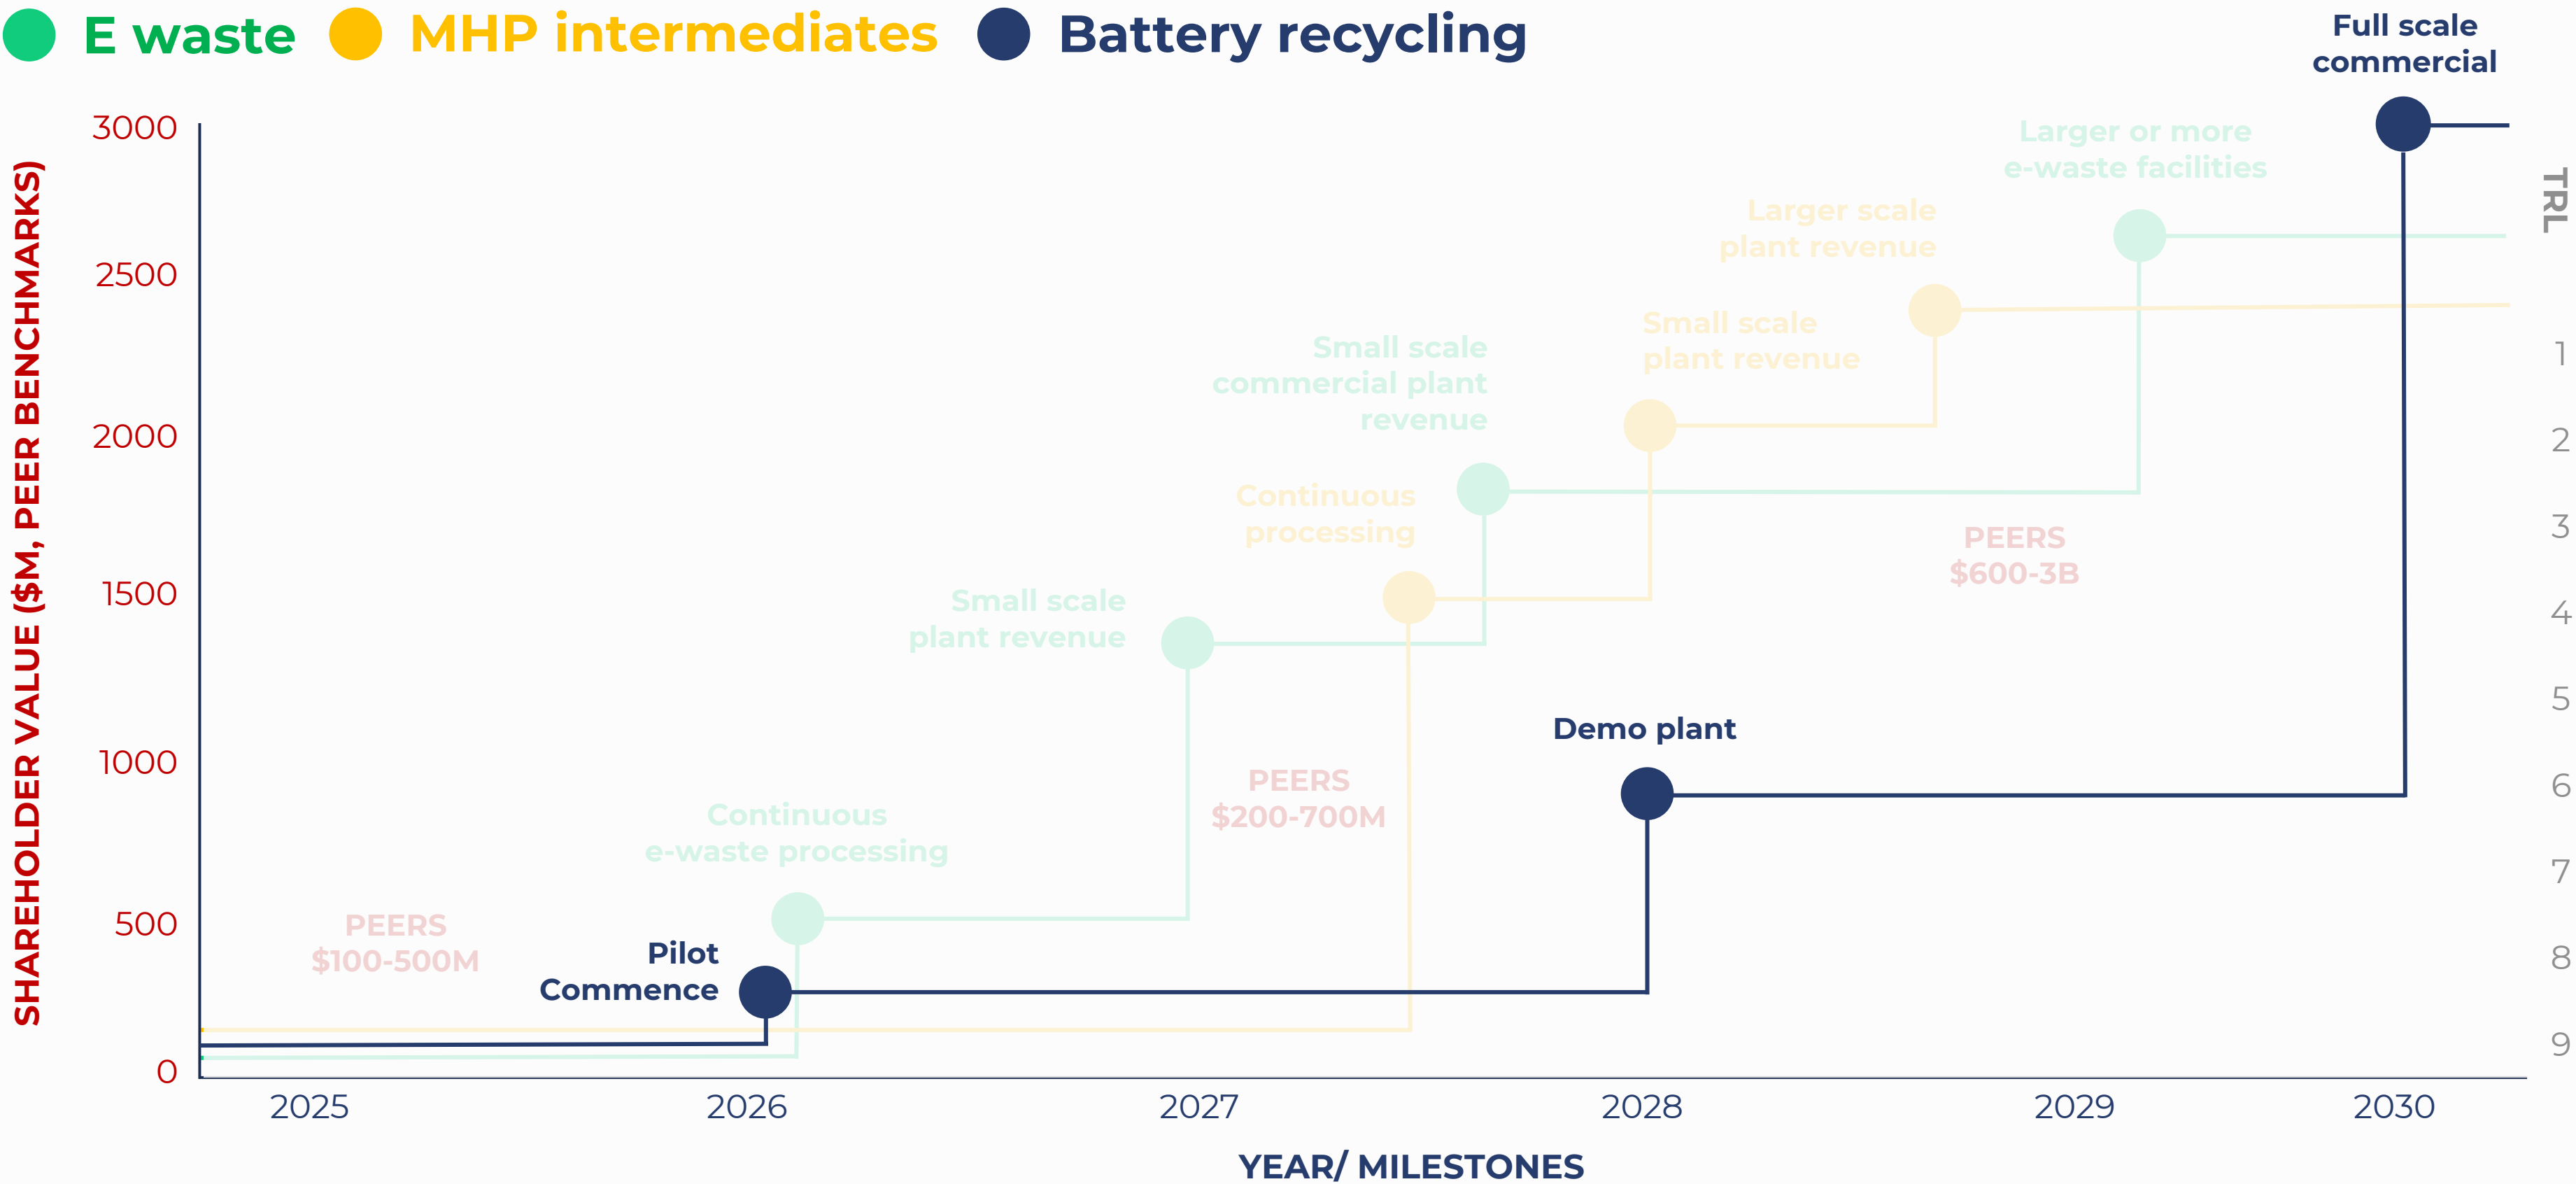 E waste
MHP intermediates
Battery recycling
Full scale
commercial
3000
2500
2000
1500
1000
500
0
SHAREHOLDER VALUE ($M, PEER BENCHMARKS)
Larger or more
e-waste facilities
Larger scale
plant revenue
Small scale
plant revenue
Small scale
commercial plant
revenue
Continuous
processing
PEERS
$600-3B
Small scale
plant revenue
Demo plant
PEERS
$200-700M
Continuous
e-waste processing
PEERS
$100-500M
Pilot
Commence
TRL
1
2
3
4
5
6
7
8
9
2025
2026
2027
2028
2029
2030
YEAR/ MILESTONES